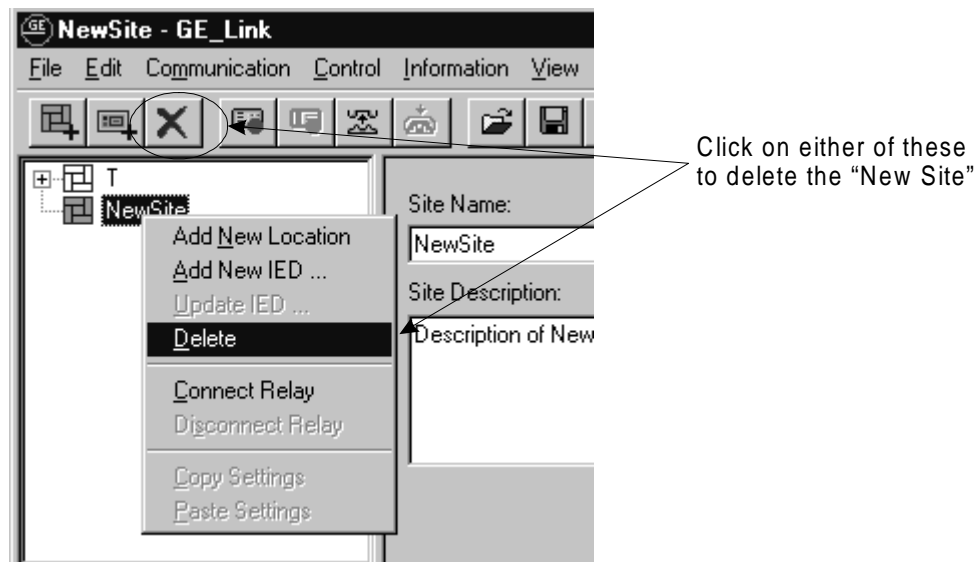 GE NewSite - GE_Link
File Edit Communication Control Information View
T
NewSite
Add New Location
Add New IED ...
Update IED ...
Delete
Connect Relay
Disconnect Relay
Copy Settings
Paste Settings
Site Name:
NewSite
Site Description:
Description of New
Click on either of these
to delete the “New Site”